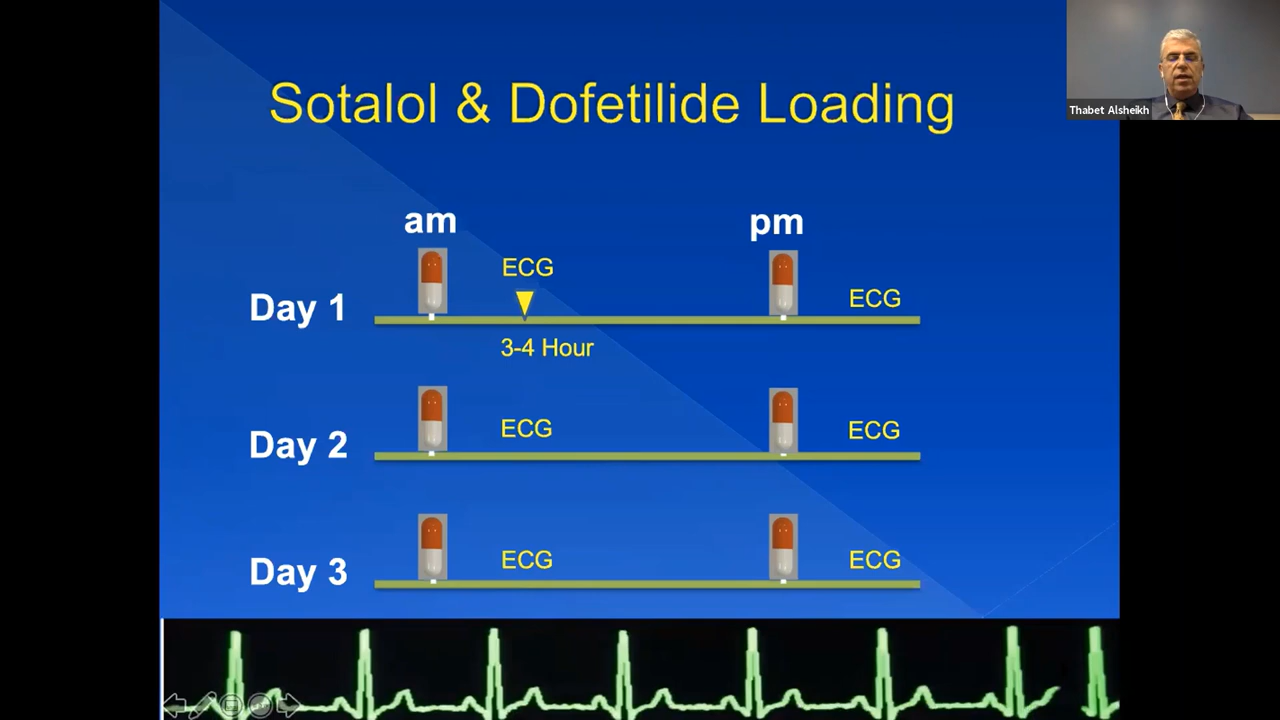 Thabet Alsheikh
Sotalol & Dofetilide Loading
am pm
ECG
Day 1 ECG
3-4 Hour
Day 2 ECG ECG
Day 3 ECG ECG